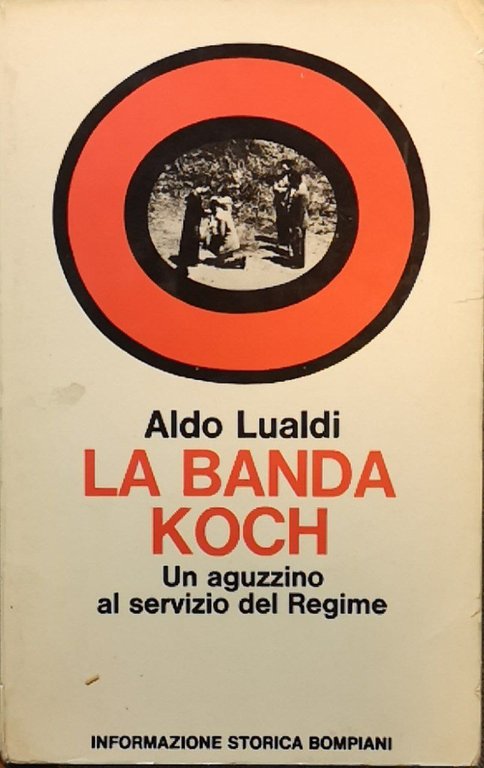 Aldo Lualdi
LA BANDA
KOCH
Un aguzzino
al servizio del Regime
INFORMAZIONE STORICA BOMPIANI